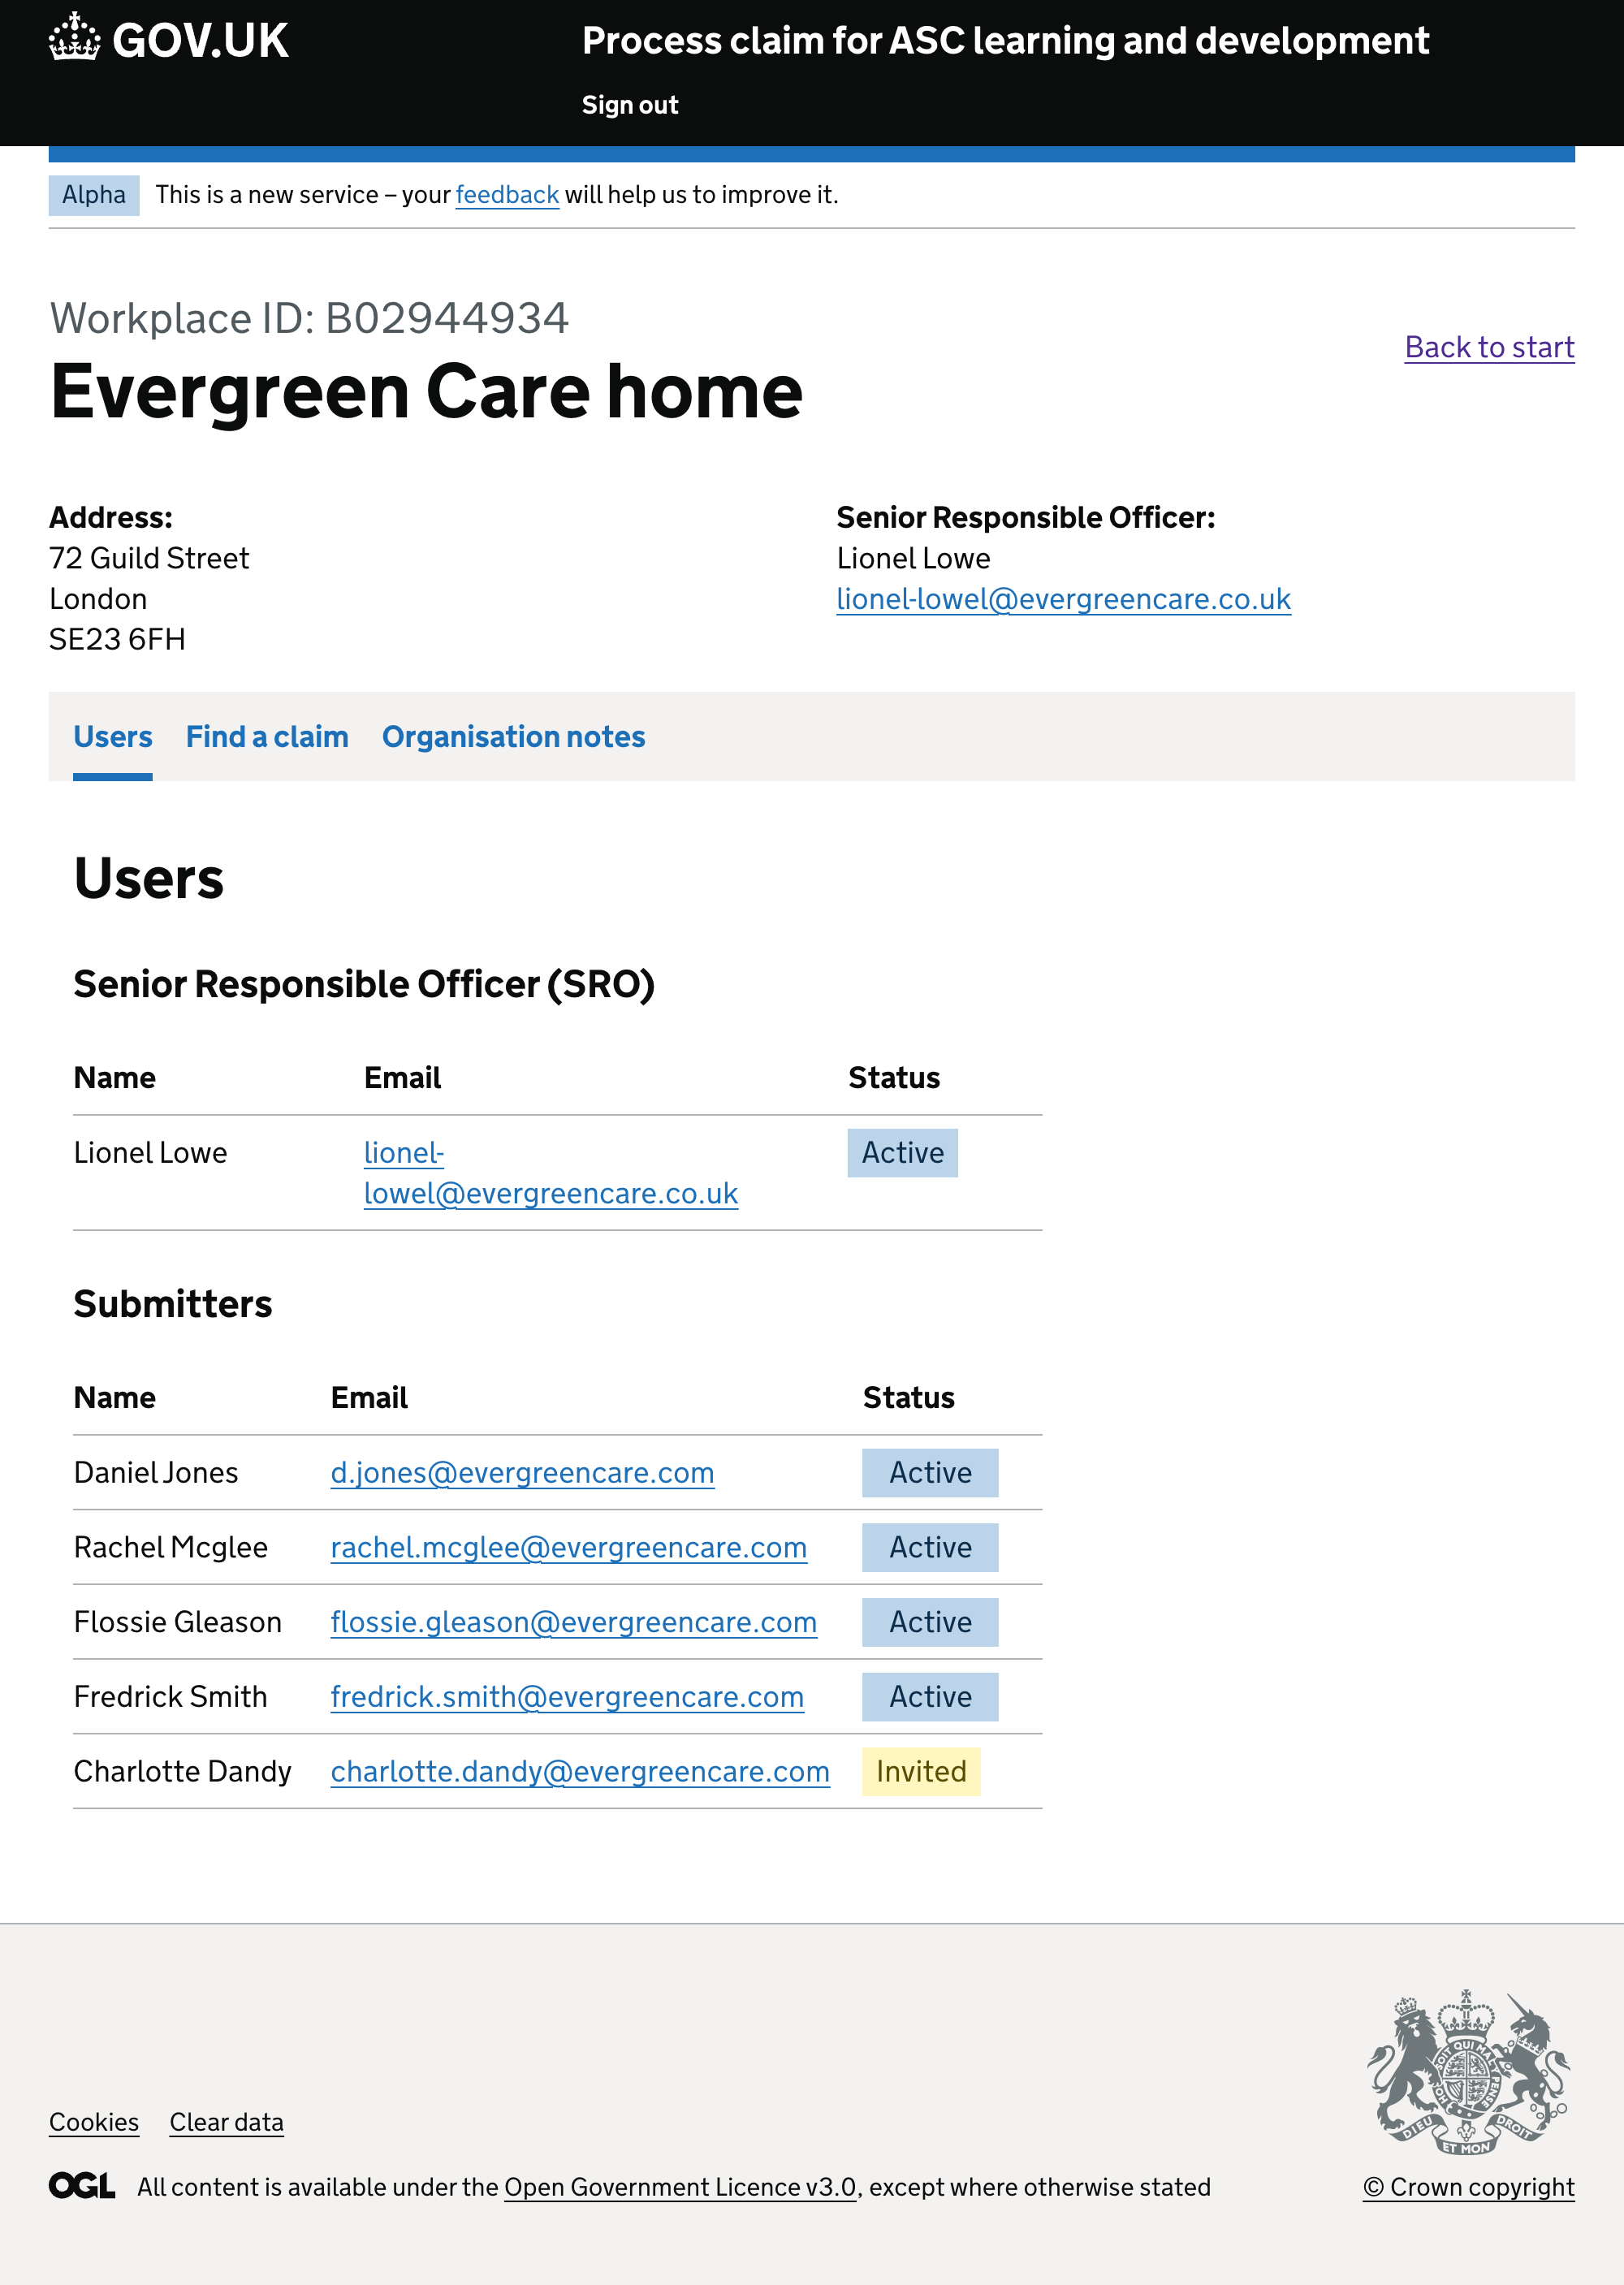 GOV.UK
Process claim for ASC learning and development
Sign out
Alpha This is a new service – your feedback will help us to improve it.
Workplace ID: B02944934
Back to start
Evergreen Care home
Address:
72 Guild Street
London
SE23 6FH
Senior Responsible Officer:
Lionel Lowe
lionel-lowel@evergreencare.co.uk
Users Find a claim Organisation notes
Users
Senior Responsible Officer (SRO)
Name Email Status
Lionel Lowe lionel- Active
lowel@evergreencare.co.uk
Submitters
Name Email Status
Daniel Jones d.jones@evergreencare.com Active
Rachel Mcglee rachel.mcglee@evergreencare.com Active
Flossie Gleason flossie.gleason@evergreencare.com Active
Fredrick Smith fredrick.smith@evergreencare.com Active
Charlotte Dandy charlotte.dandy@evergreencare.com Invited
DIEU ET MON DROIT
Cookies Clear data
OGL All content is available under the Open Government Licence v3.0, except where otherwise stated
© Crown copyright